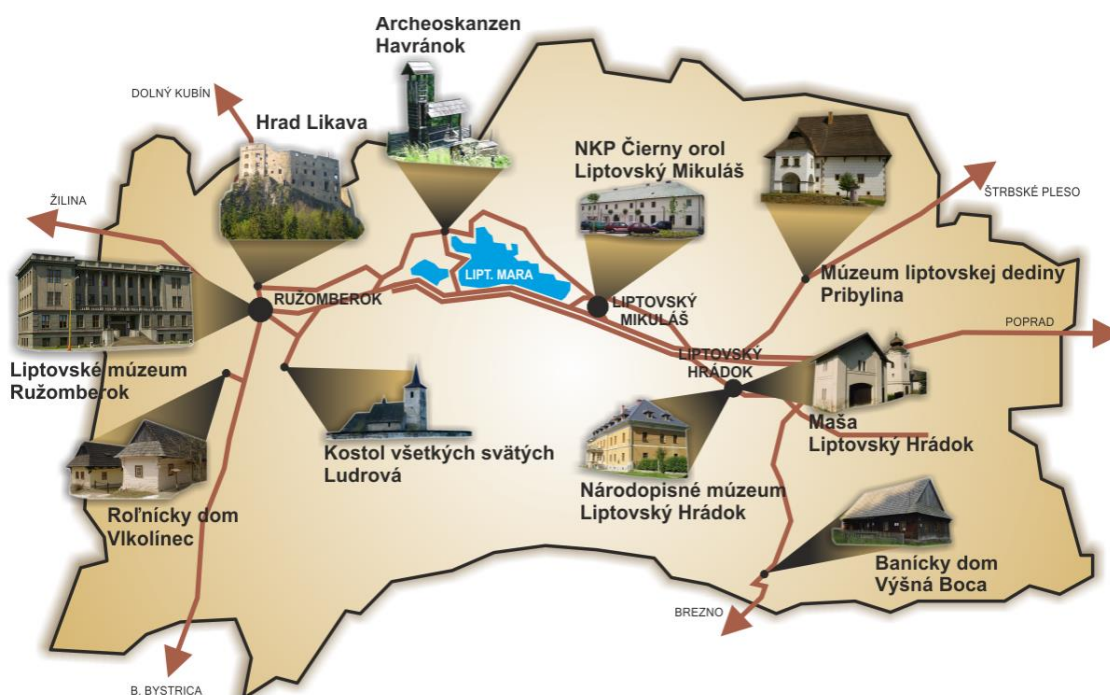 Archeoskanzen
Havránok
DOLNÝ KUBÍN
Hrad Likava
NKP Čierny orol
Liptovský Mikuláš
ŠTRBSKÉ PLESO
ŽILINA
LIPT. MARA
Múzeum liptovskej dediny
Pribylina
RUŽOMBEROK
LIPTOVSKÝ
MIKULÁŠ
POPRAD
Liptovské múzeum
Ružomberok
LIPTOVSKÝ
HRÁDOK
Maša
Liptovský Hrádok
Kostol všetkých svätých
Ludrová
Národopisné múzeum
Liptovský Hrádok
Roľnícky dom
Vlkolínec
Banícky dom
Výšná Boca
BREZNO
B. BYSTRICA